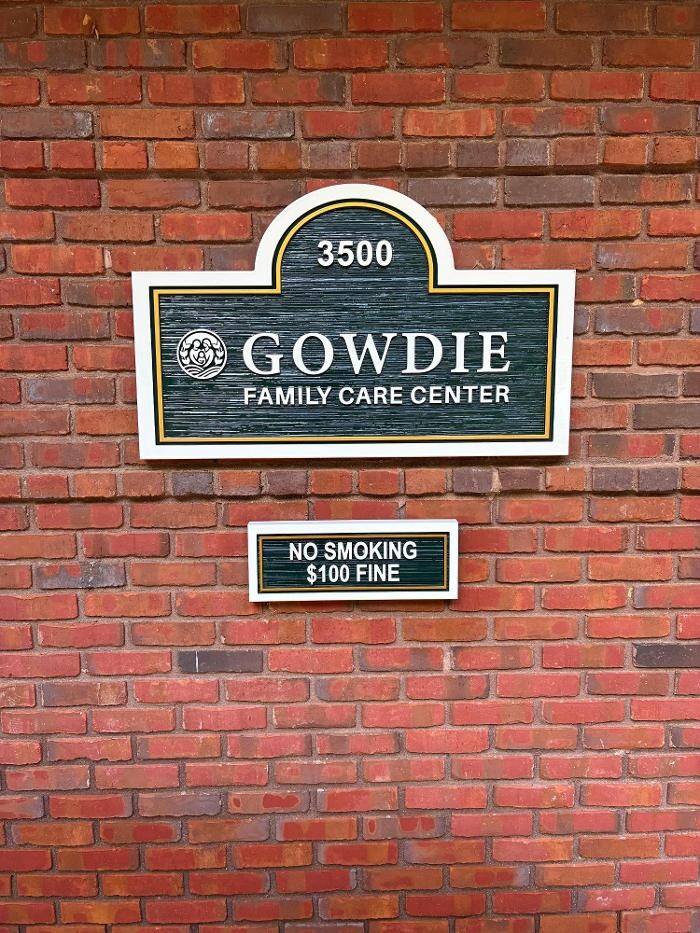 3500
GOWDIE
FAMILY CARE CENTER
NO SMOKING
$100 FINE